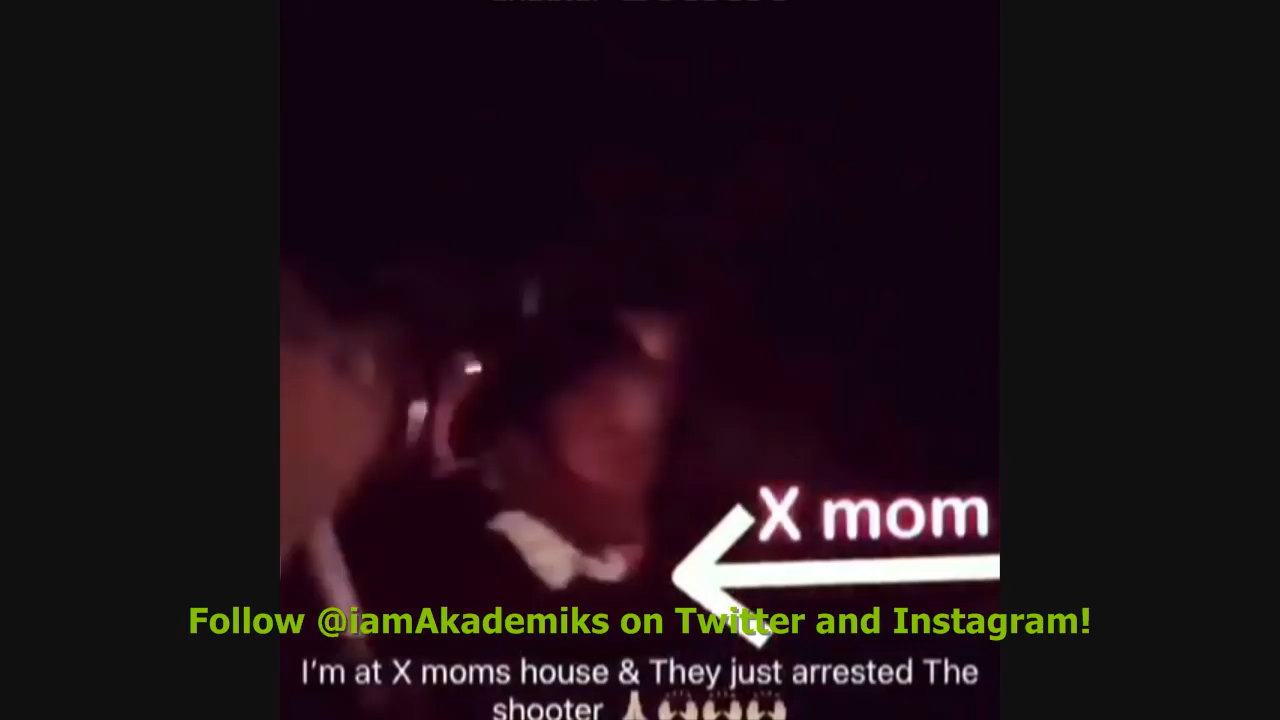 X mom
Follow @iamAkademiks on Twitter and Instagram!
I'm at X moms house & They just arrested The
shooter 🙏🏼🙌🏼🙌🏼🙌🏼